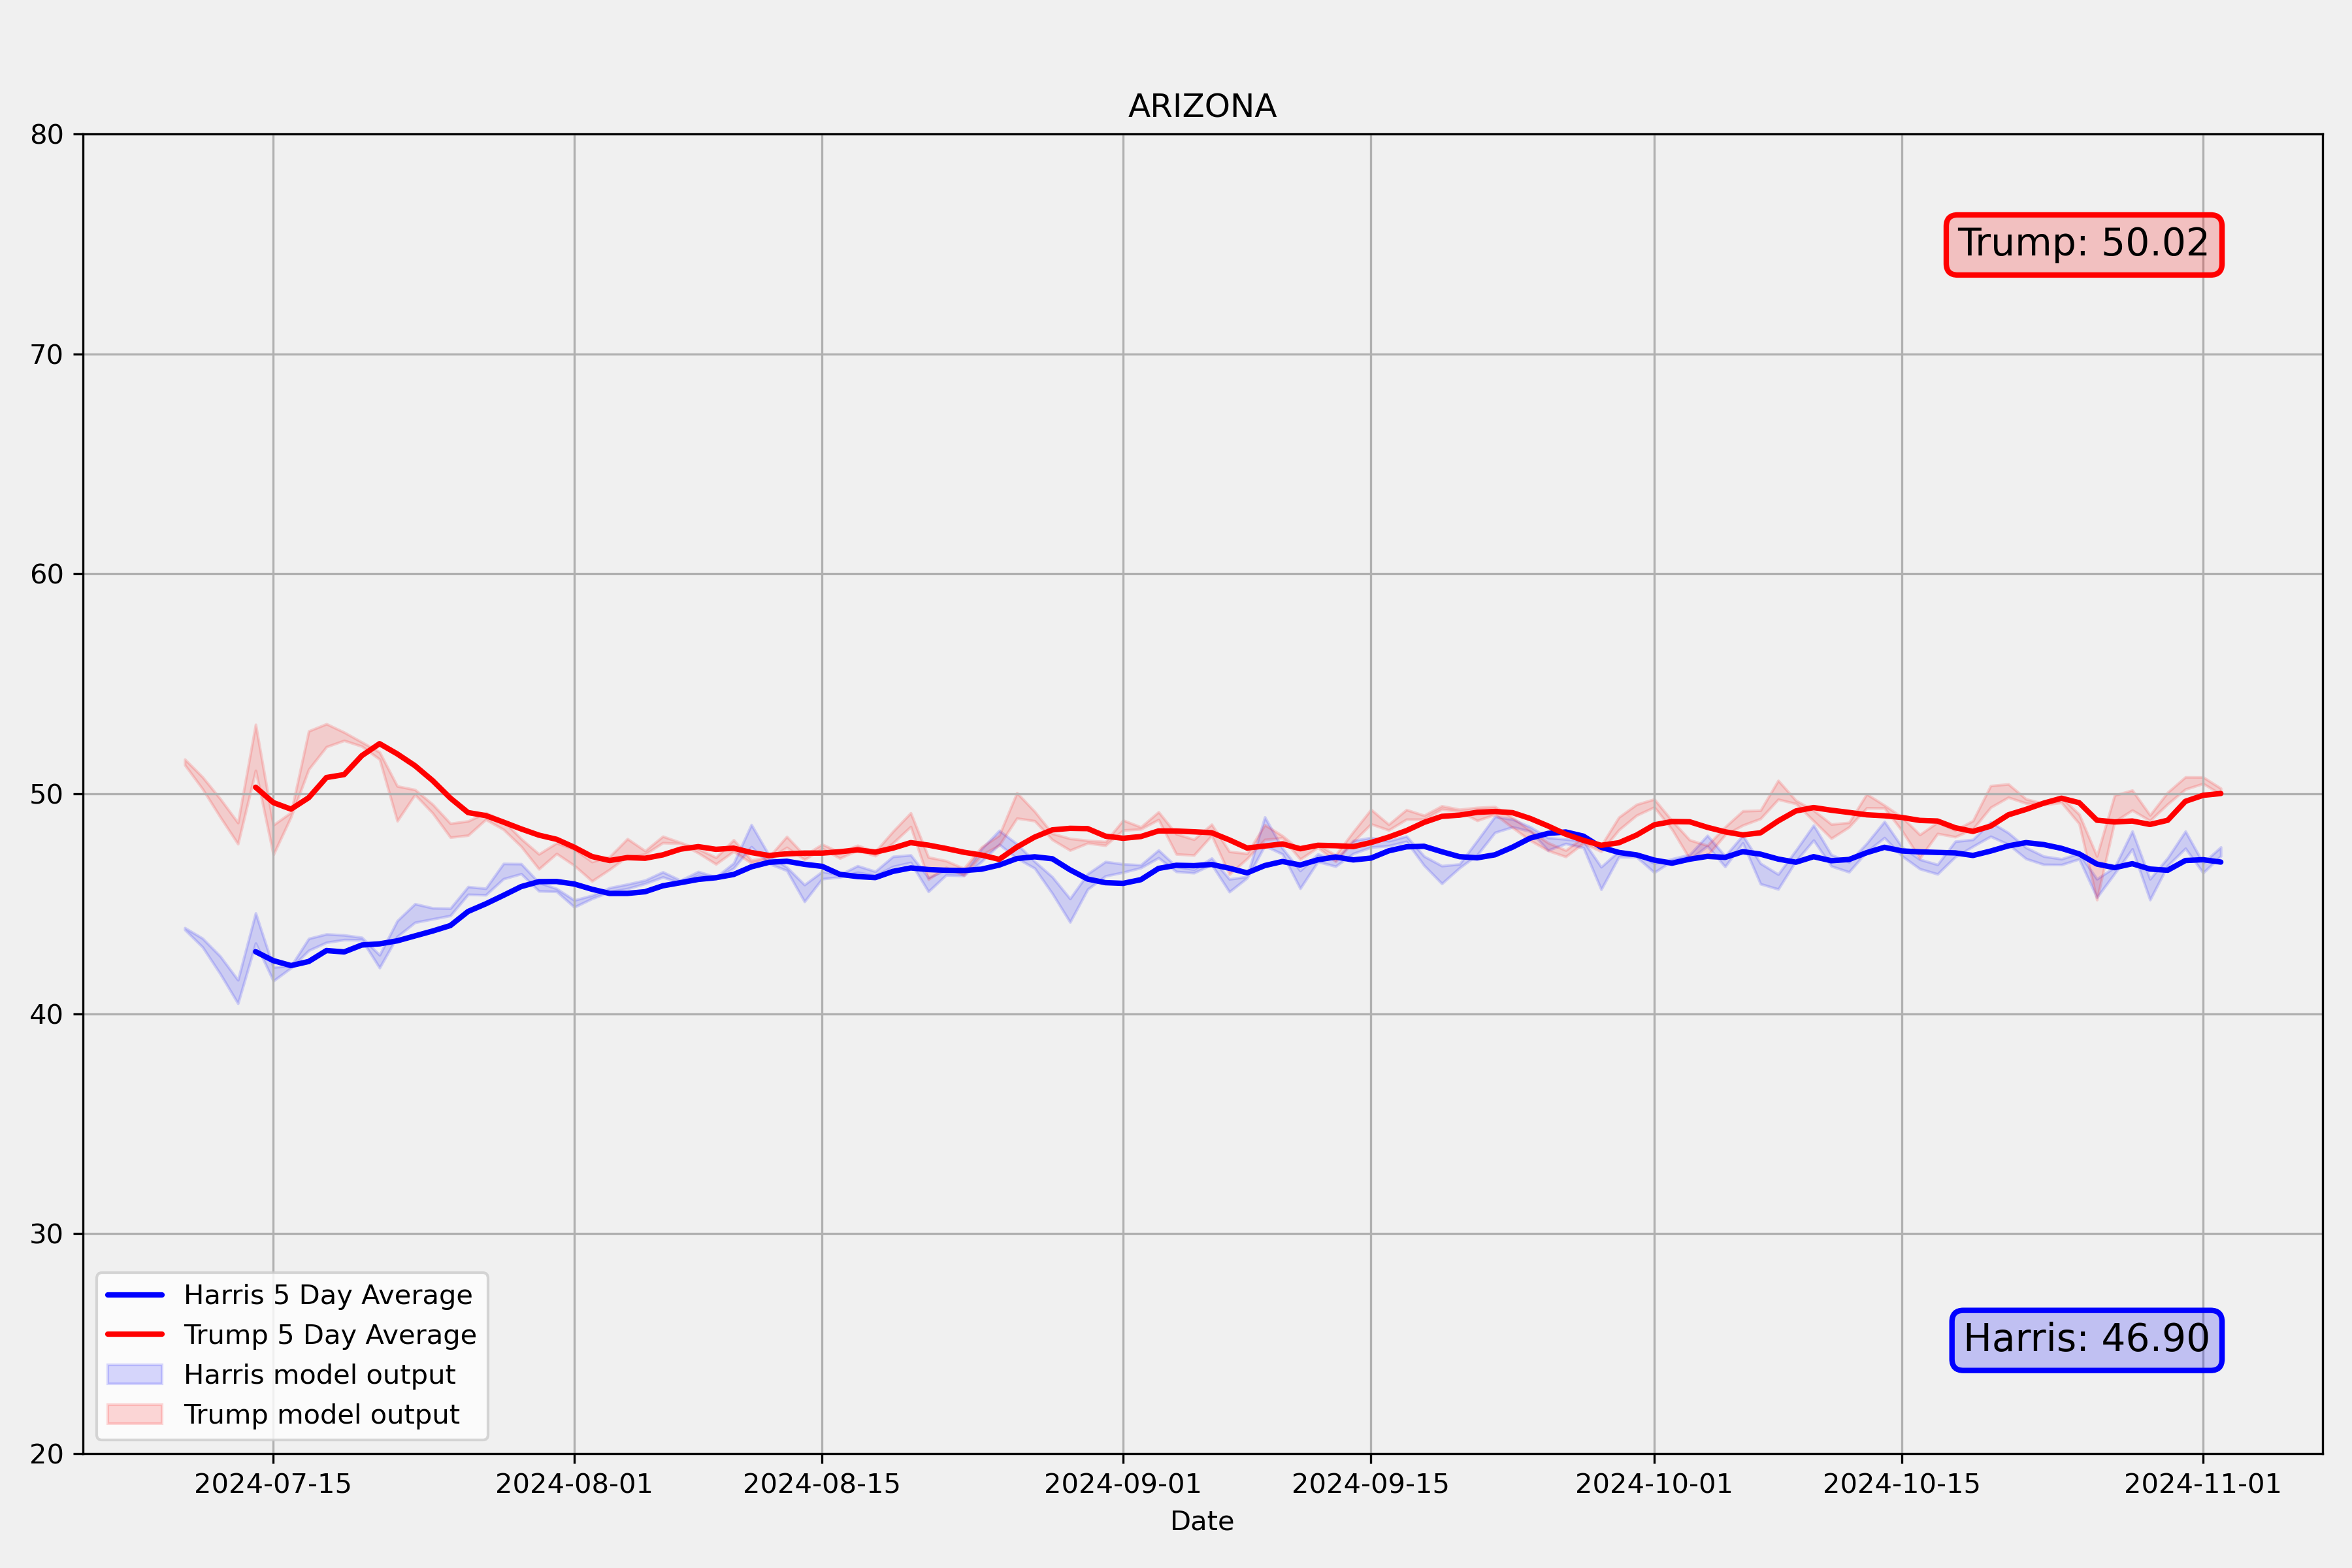 ARIZONA
80
70
60
50
40
30
20
Trump: 50.02
Harris: 46.90
Harris 5 Day Average
Trump 5 Day Average
Harris model output
Trump model output
2024-07-15
2024-08-01
2024-08-15
2024-09-01
2024-09-15
2024-10-01
2024-10-15
2024-11-01
Date